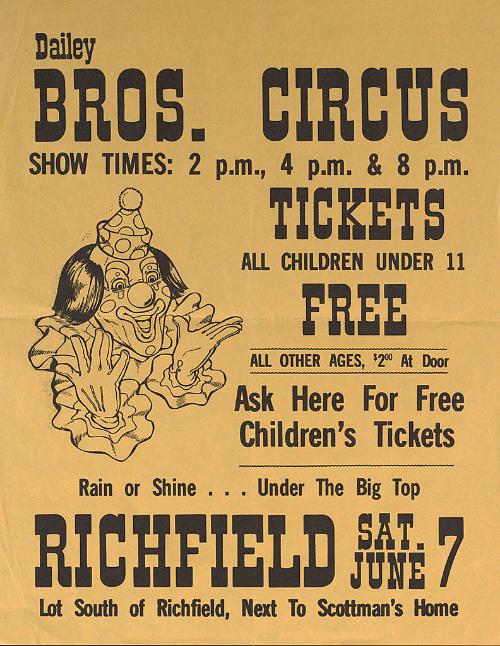 Dailey
BROS. CIRCUS
SHOW TIMES: 2 p.m., 4 p.m. & 8 p.m.
TICKETS
ALL CHILDREN UNDER 11
FREE
ALL OTHER AGES, $2.00 At Door
Ask Here For Free
Children's Tickets
Rain or Shine . . . Under The Big Top
RICHFIELD SAT. JUNE 7
Lot South of Richfield, Next To Scottman's Home